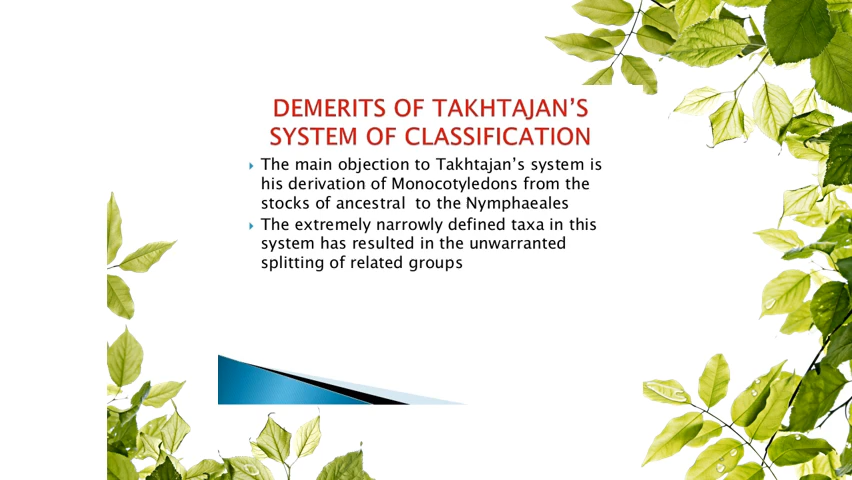 DEMERITS OF TAKHTAJAN’S
SYSTEM OF CLASSIFICATION
The main objection to Takhtajan’s system is
his derivation of Monocotyledons from the
stocks of ancestral to the Nymphaeales
The extremely narrowly defined taxa in this
system has resulted in the unwarranted
splitting of related groups